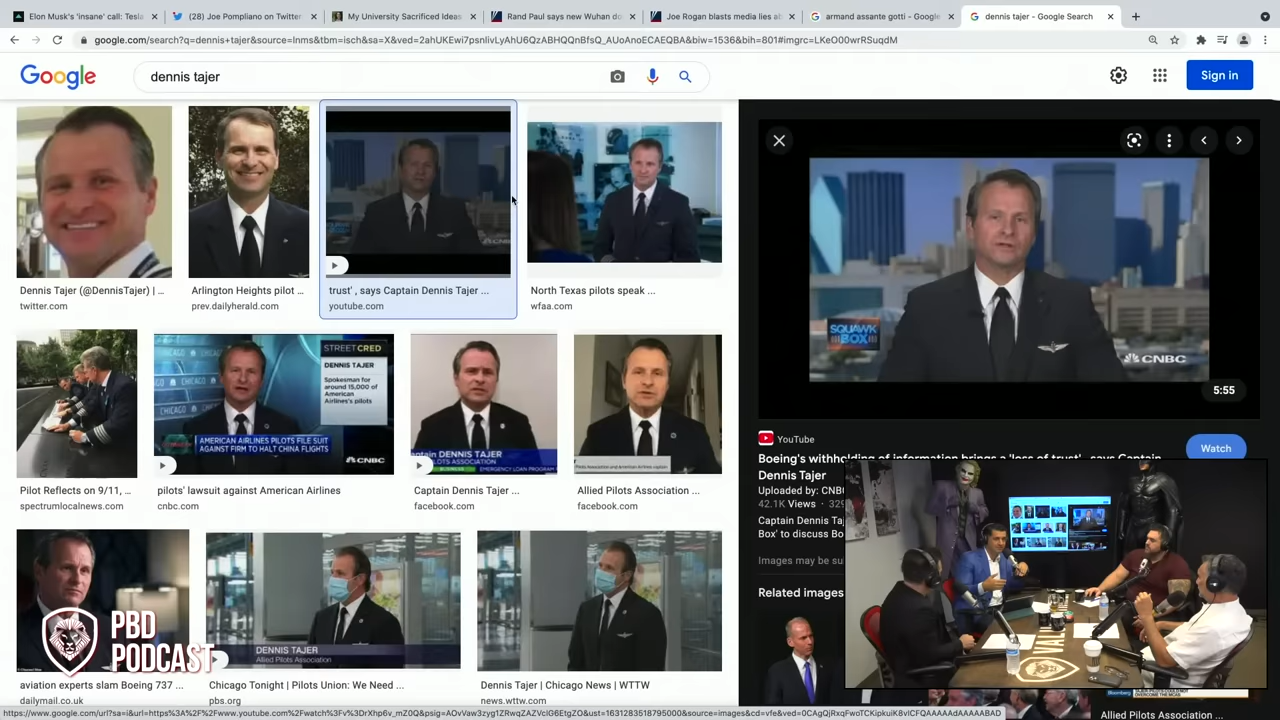 Elon Musk's 'insane' call: Tesla
(28) Joe Pompliano on Twitter
My University Sacrificed Ideas
Rand Paul says new Wuhan do
Joe Rogan blasts media lies ab
armand assante gotti - Google
dennis tajer - Google Search
google.com/search?q=dennis+tajer&source=lnms&tbm=isch&sa=X&ved=2ahUKEwi7psnlivLyAhU6QzABHQQnBfsQ_AUoAnoECAEQBA&biw=1536&bih=801#imgrc=LKeO00wrRSuqdM
Google
dennis tajer
Sign in
Dennis Tajer (@DennisTajer) | ...
twitter.com
Arlington Heights pilot ...
prev.dailyherald.com
trust' , says Captain Dennis Tajer ...
youtube.com
North Texas pilots speak ...
wfaa.com
SQUAWK
BOX
CNBC
5:55
STREET CRED
DENNIS TAJER
Spokesman for
around 15,000 of
American Airline's
pilots
CHICAGO
AMERICAN AIRLINES PILOTS FILE SUIT
AGAINST FIRM TO HALT CHINA FLIGHTS
CNBC
DENNIS TAJER
PILOTS ASSOCIATION
EMERGENCY LOAN PROGRAM
Pilot Reflects on 9/11, ...
spectrumlocalnews.com
pilots' lawsuit against American Airlines
cnbc.com
Captain Dennis Tajer ...
facebook.com
Allied Pilots Association ...
facebook.com
YouTube
Watch
Boeing's withholding of information brings a 'loss of trust', says Captain
Dennis Tajer
Uploaded by: CNB
42.1K Views · 329
Captain Dennis Taj
Box' to discuss Bo
Images may be su
Related images
PBD
PODCAST
DENNIS TAJER
Allied Pilots Association
aviation experts slam Boeing 737 ...
dailymail.co.uk
Chicago Tonight | Pilots Union: We Need ...
pbs.org
Dennis Tajer | Chicago News | WTTW
news.wttw.com
Allied Pilots Association ...